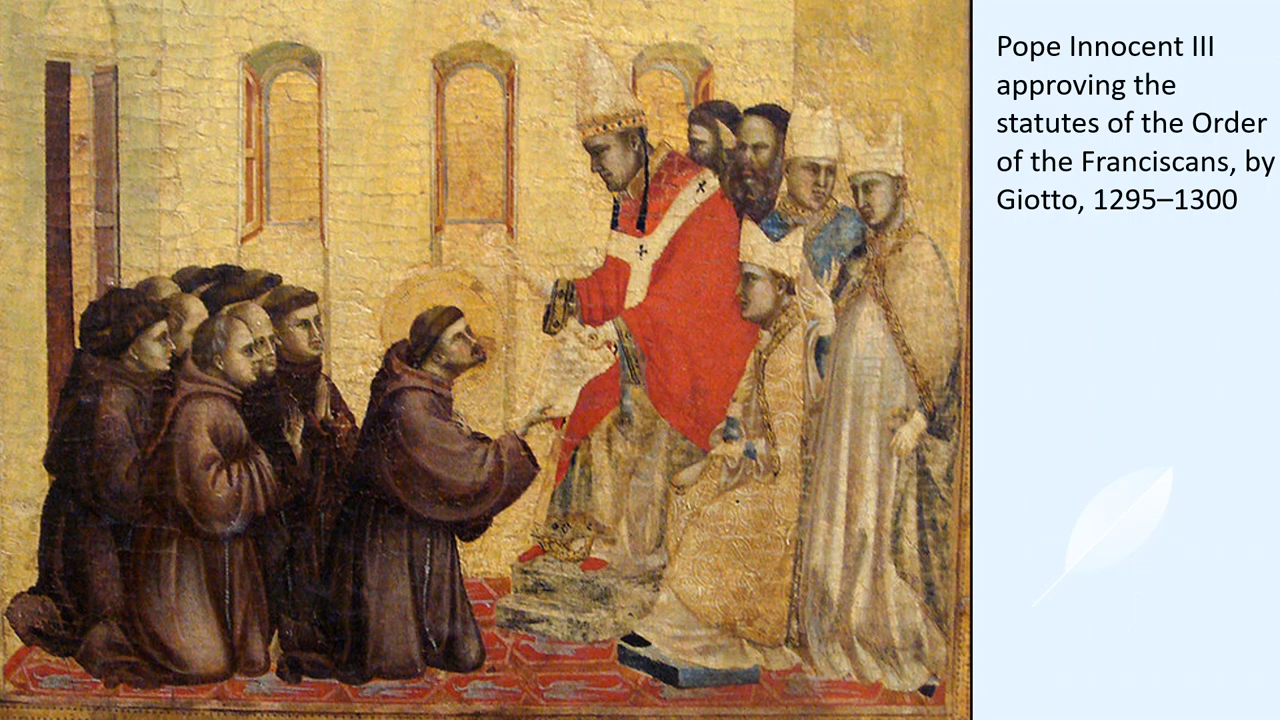 Pope Innocent III
approving the
statutes of the Order
of the Franciscans, by
Giotto, 1295–1300